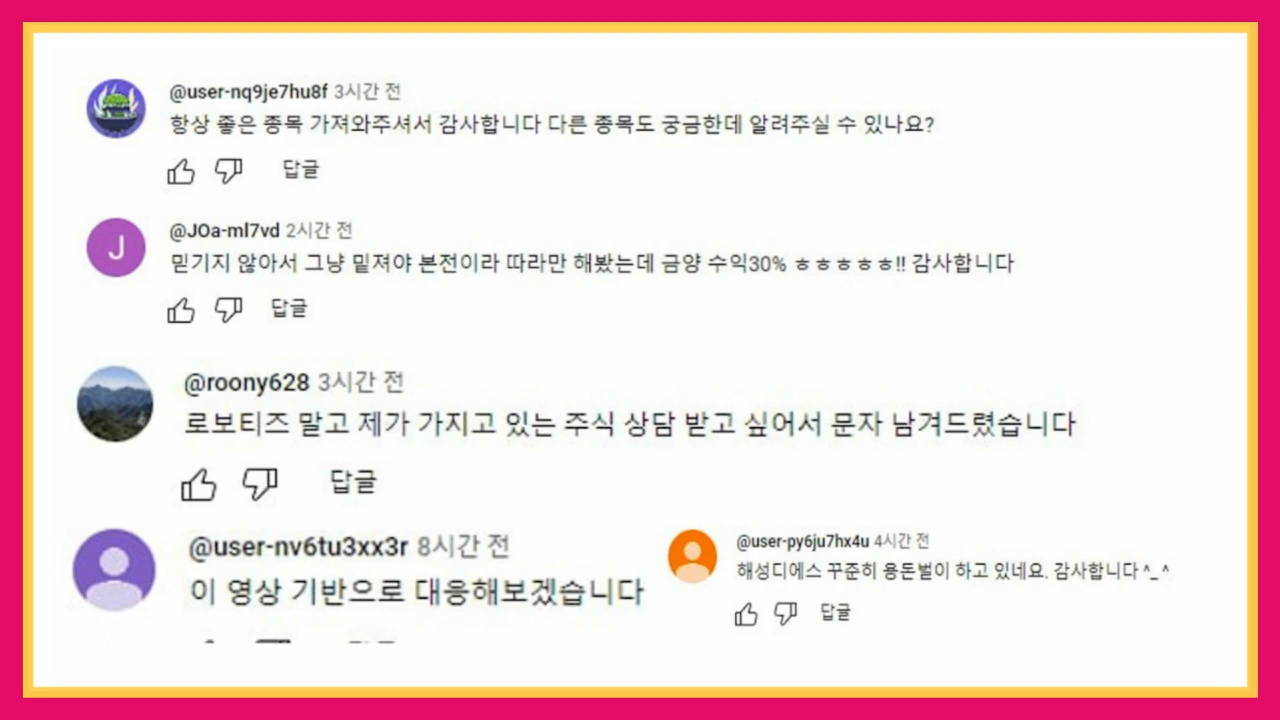 @user-nq9je7hu8f 3시간 전
항상 좋은 종목 가져와주셔서 감사합니다 다른 종목도 궁금한데 알려주실 수 있나요?
답글
J
@JOa-ml7vd 2시간 전
믿기지 않아서 그냥 밑져야 본전이라 따라만 해봤는데 금양 수익30% ㅎㅎㅎㅎㅎ!! 감사합니다
답글
@roony628 3시간 전
로보티즈 말고 제가 가지고 있는 주식 상담 받고 싶어서 문자 남겨드렸습니다
답글
@user-nv6tu3xx3r 8시간 전
이 영상 기반으로 대응해보겠습니다
@user-py6ju7hx4u 4시간 전
해성디에스 꾸준히 용돈벌이 하고 있네요. 감사합니다 ^_^
답글